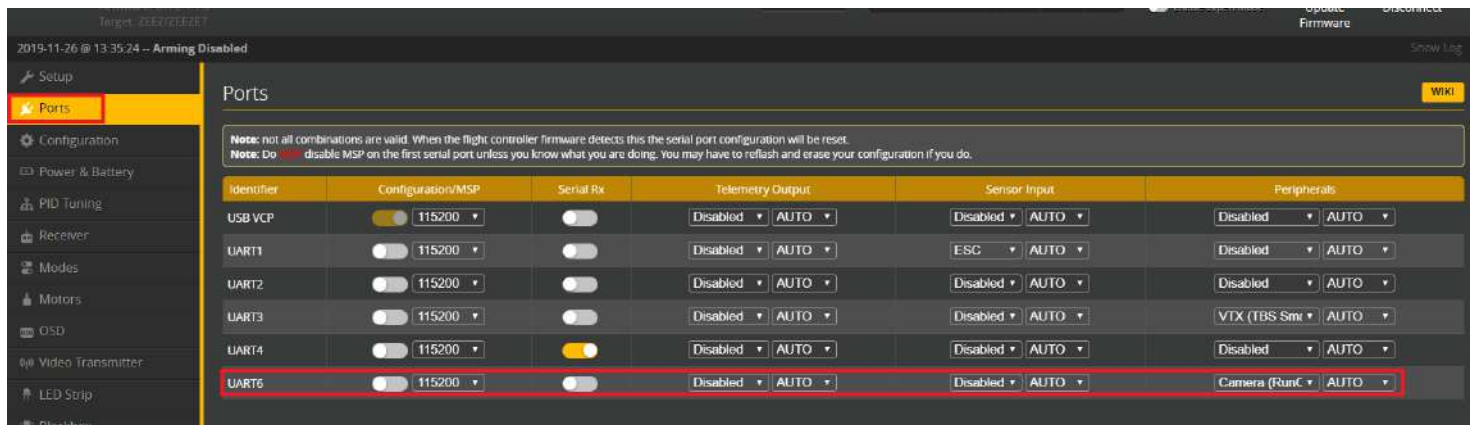 Target: ZEEZ/ZEEZF7
Update
Firmware
Disconnect
2019-11-26 @ 13:35:24 -- Arming Disabled
Show Log
Setup
Ports
Configuration
Power & Battery
PID Tuning
Receiver
Modes
Motors
OSD
Video Transmitter
LED Strip
Ports
WIKI
Note: not all combinations are valid. When the flight controller firmware detects this the serial port configuration will be reset.
Note: Do NOT disable MSP on the first serial port unless you know what you are doing. You may have to reflash and erase your configuration if you do.
Identifier Configuration/MSP Serial Rx Telemetry Output Sensor Input Peripherals
USB VCP 115200 Disabled AUTO Disabled AUTO Disabled AUTO
UART1 115200 Disabled AUTO ESC AUTO Disabled AUTO
UART2 115200 Disabled AUTO Disabled AUTO Disabled AUTO
UART3 115200 Disabled AUTO Disabled AUTO VTX (TBS Sma AUTO
UART4 115200 Disabled AUTO Disabled AUTO Disabled AUTO
UART6 115200 Disabled AUTO Disabled AUTO Camera (RunC AUTO